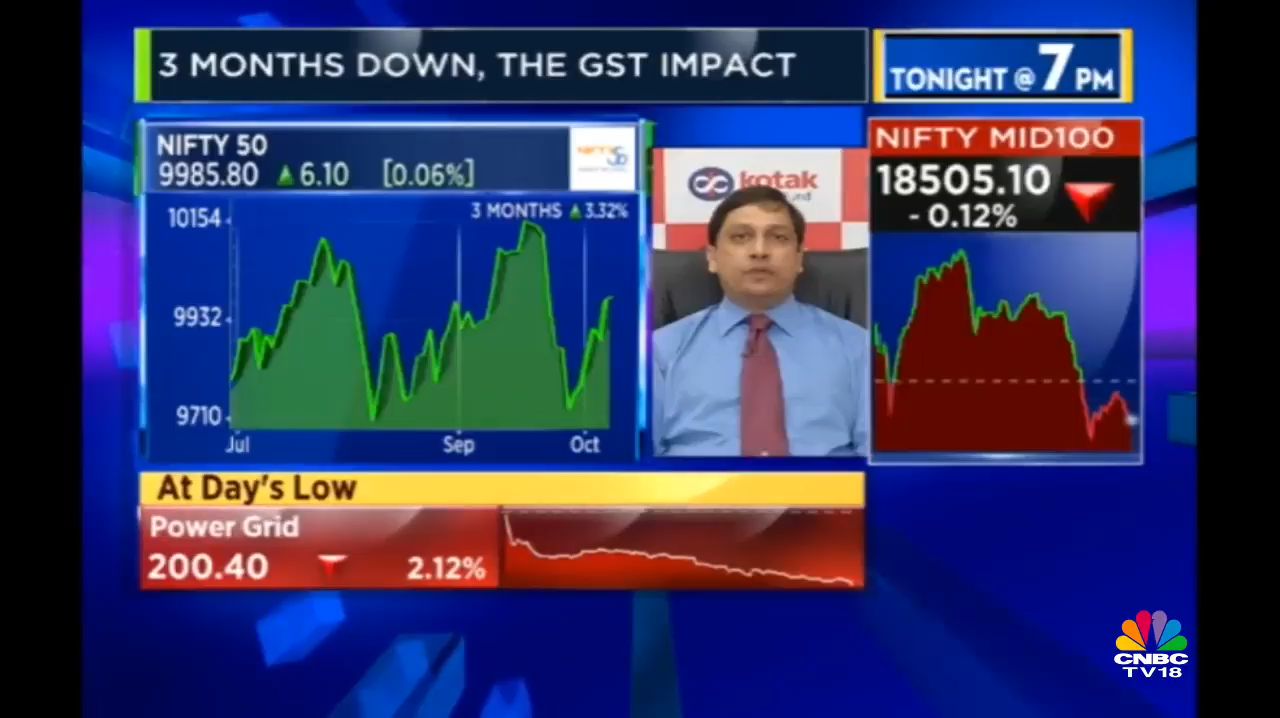 3 MONTHS DOWN, THE GST IMPACT
TONIGHT @ 7 PM
NIFTY 50
9985.80 ▲ 6.10 [0.06%]
3 MONTHS ▲ 3.32%
10154
9932
9710
Jul Sep Oct
kotak
NIFTY MID100
18505.10
- 0.12%
At Day's Low
Power Grid
200.40 ▼ 2.12%
CNBC
TV18